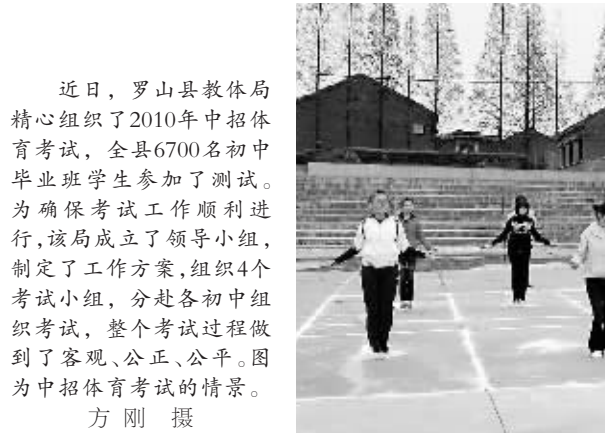 近日，罗山县教体局
精心组织了2010年中招体
育考试，全县6700名初中
毕业班学生参加了测试。
为确保考试工作顺利进
行,该局成立了领导小组,
制定了工作方案,组织4个
考试小组，分赴各初中组
织考试，整个考试过程做
到了客观、公正、公平。图
为中招体育考试的情景。
方刚 摄